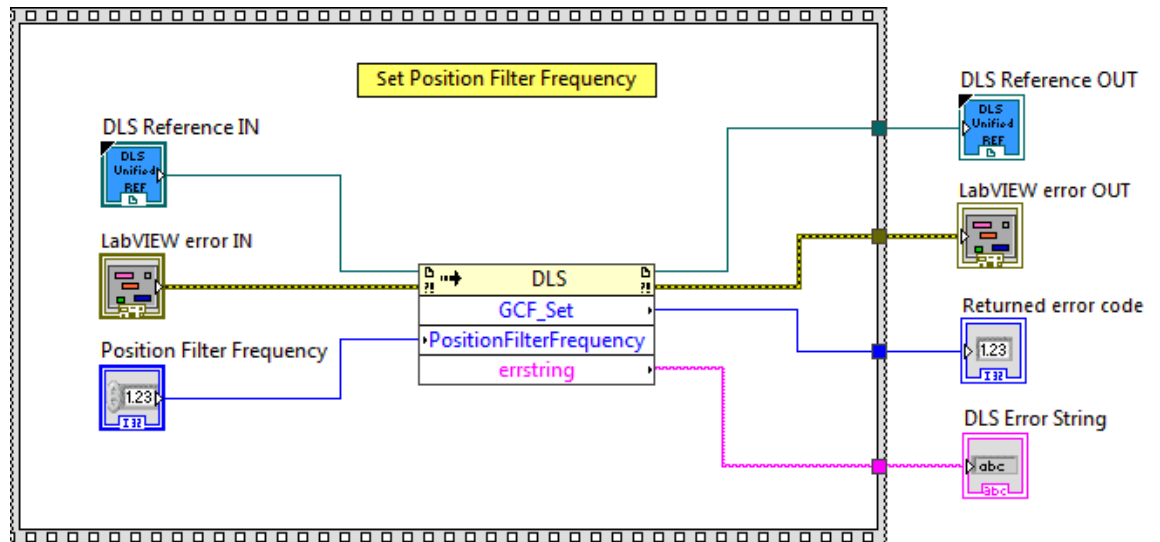 Set Position Filter Frequency
DLS Reference OUT
DLS
Unified
REF
DLS Reference IN
DLS
Unified
REF
LabVIEW error OUT
LabVIEW error IN
DLS
GCF_Set
PositionFilterFrequency
errstring
Returned error code
1.23
I32
Position Filter Frequency
1.23
I32
DLS Error String
abc
abc